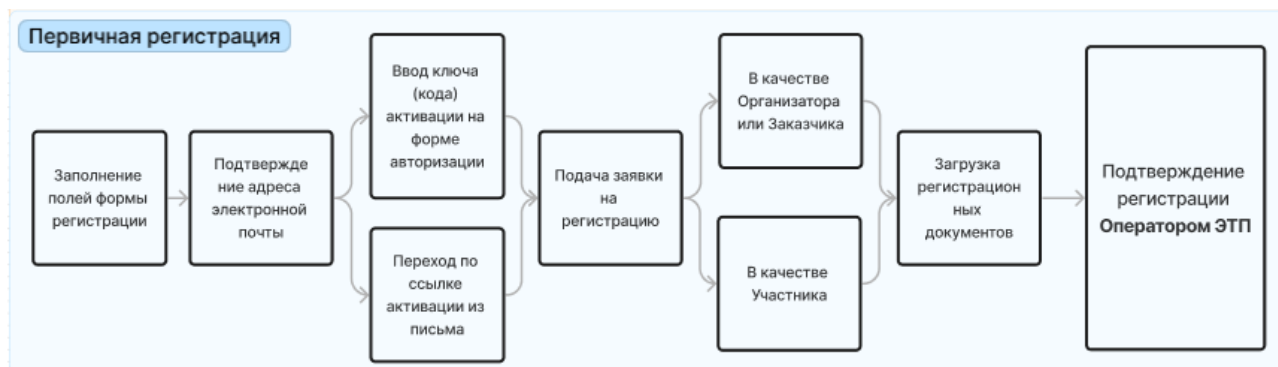 Первичная регистрация
Заполнение
полей формы
регистрации
Подтвержде
ние адреса
электронной
почты
Ввод ключа
(кода)
активации на
форме
авторизации
Переход по
ссылке
активации из
письма
Подача заявки
на
регистрацию
В качестве
Организатора
или Заказчика
В качестве
Участника
Загрузка
регистрацион
ных
документов
Подтверждение
регистрации
Оператором ЭТП